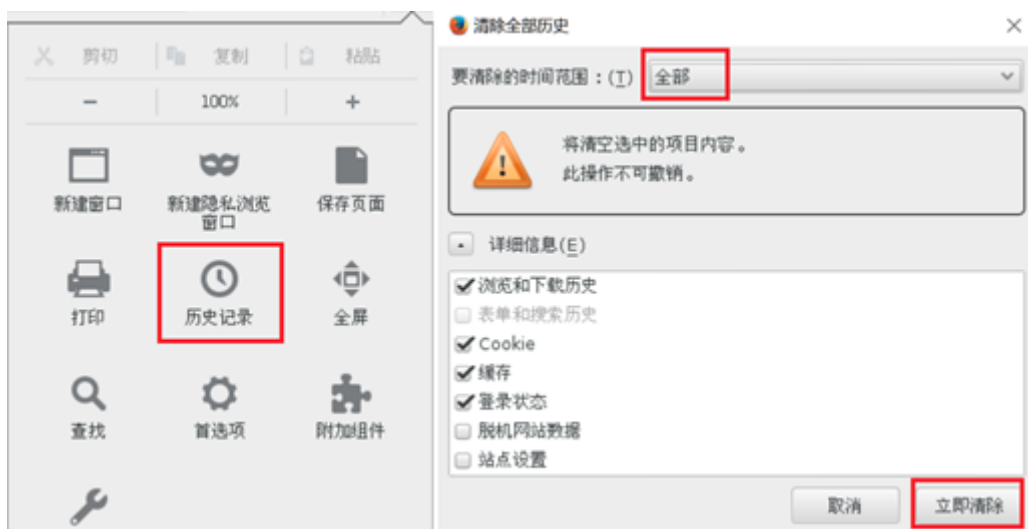 剪切 复制 粘贴
− 100% +
新建窗口 新建隐私浏览窗口 保存页面
打印 历史记录 全屏
查找 首选项 附加组件
清除全部历史
要清除的时间范围：(T) 全部
将清空选中的项目内容。
此操作不可撤销。
详细信息(E)
浏览和下载历史
表单和搜索历史
Cookie
缓存
登录状态
脱机网站数据
站点设置
取消 立即清除